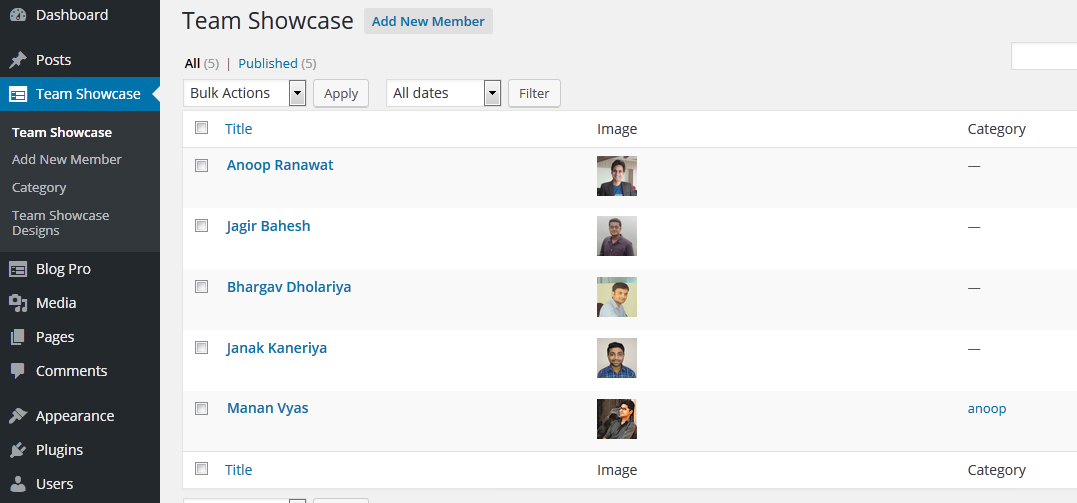 Dashboard
Posts
Team Showcase
Team Showcase
Add New Member
Category
Team Showcase
Designs
Blog Pro
Media
Pages
Comments
Appearance
Plugins
Users
Team Showcase Add New Member
All (5) | Published (5)
Bulk Actions Apply All dates Filter
Title Image Category
Anoop Ranawat —
Jagir Bahesh —
Bhargav Dholariya —
Janak Kaneriya —
Manan Vyas anoop
Title Image Category